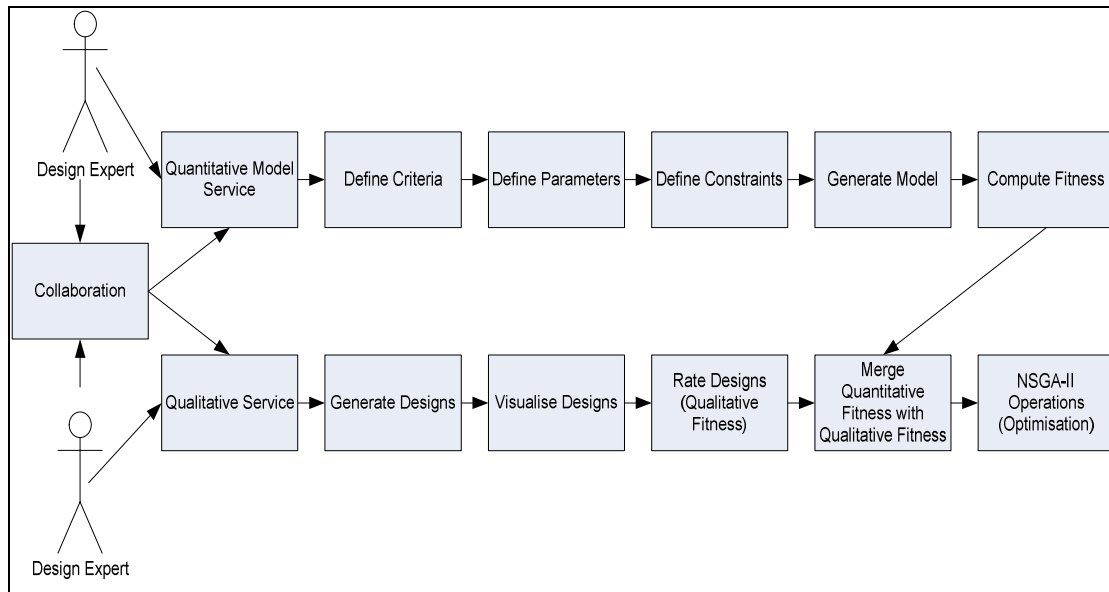 Design Expert
Quantitative Model
Service
Define Criteria
Define Parameters
Define Constraints
Generate Model
Compute Fitness
Collaboration
Qualitative Service
Generate Designs
Visualise Designs
Rate Designs
(Qualitative
Fitness)
Merge
Quantitative
Fitness with
Qualitative Fitness
NSGA-II
Operations
(Optimisation)
Design Expert